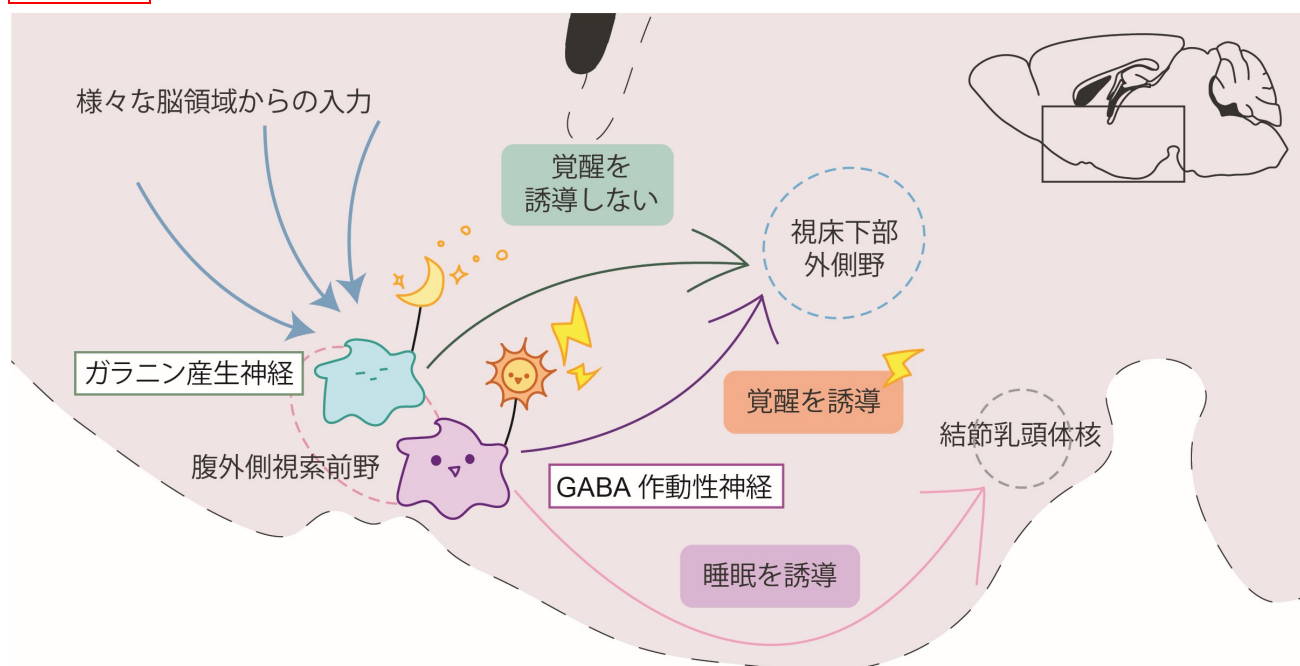 様々な脳領域からの入力
覚醒を
誘導しない
視床下部
外側野
ガラニン産生神経
覚醒を誘導
結節乳頭体核
腹外側視索前野
GABA 作動性神経
睡眠を誘導